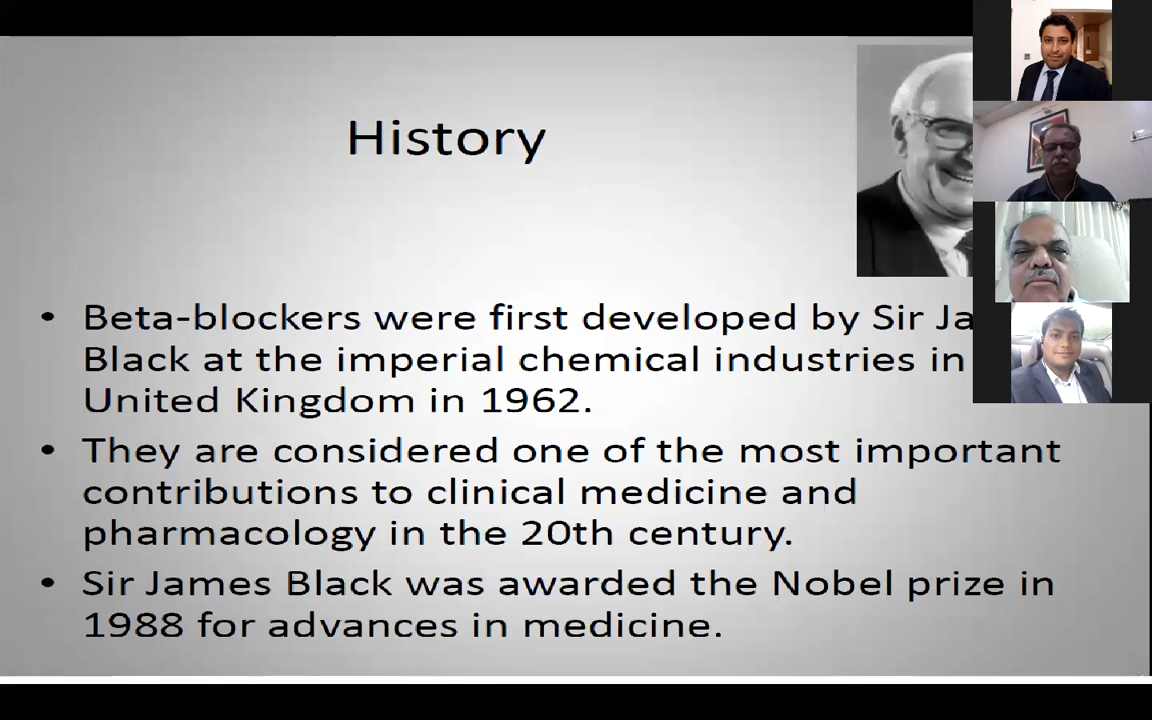 History
• Beta-blockers were first developed by Sir Ja
Black at the imperial chemical industries in
United Kingdom in 1962.
• They are considered one of the most important
contributions to clinical medicine and
pharmacology in the 20th century.
• Sir James Black was awarded the Nobel prize in
1988 for advances in medicine.